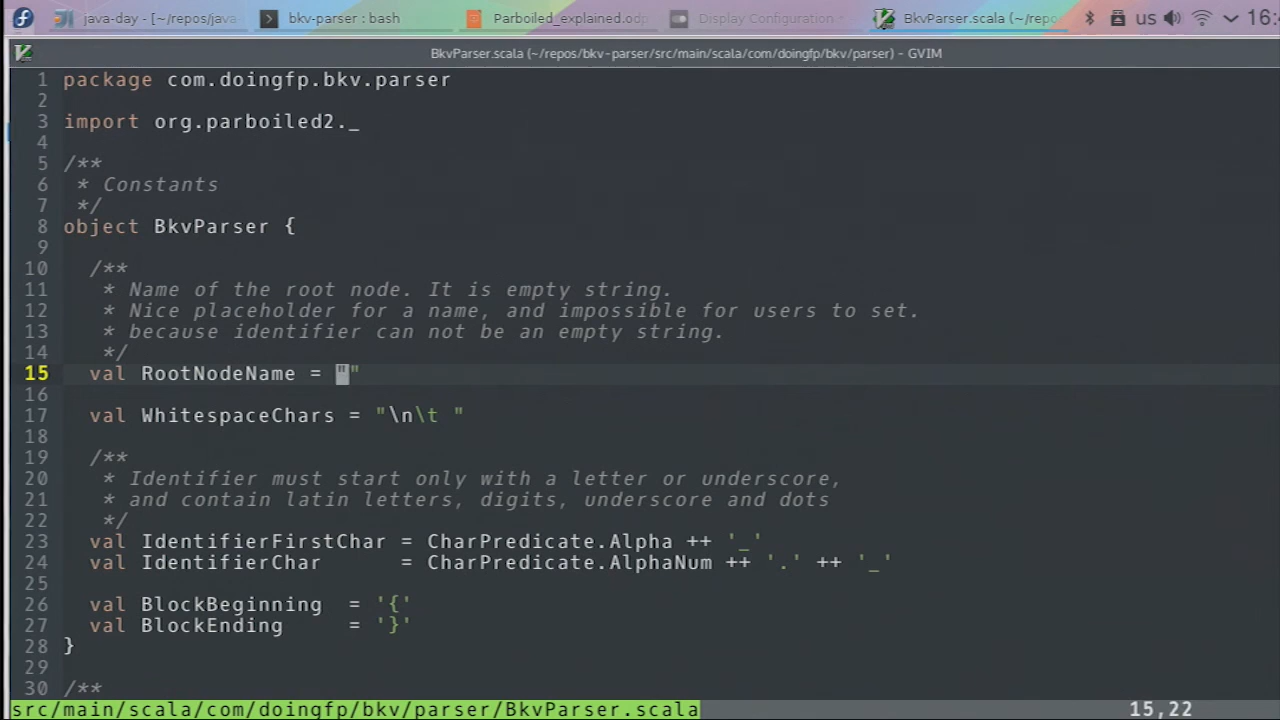 java-day - [~/repos/java
bkv-parser : bash
Parboiled_explained.odp
Display Configuration
BkvParser.scala (~/repo
us
16:
BkvParser.scala (~/repos/bkv-parser/src/main/scala/com/doingfp/bkv/parser) - GVIM
1 package com.doingfp.bkv.parser
2
3 import org.parboiled2._
4
5 /**
6  * Constants
7  */
8 object BkvParser {
9
10   /**
11    * Name of the root node. It is empty string.
12    * Nice placeholder for a name, and impossible for users to set.
13    * because identifier can not be an empty string.
14    */
15   val RootNodeName = ""
16
17   val WhitespaceChars = "\n\t "
18
19   /**
20    * Identifier must start only with a letter or underscore,
21    * and contain latin letters, digits, underscore and dots
22    */
23   val IdentifierFirstChar = CharPredicate.Alpha ++ '_'
24   val IdentifierChar      = CharPredicate.AlphaNum ++ '.' ++ '_'
25
26   val BlockBeginning  = '{'
27   val BlockEnding     = '}'
28 }
29
30 /**
src/main/scala/com/doingfp/bkv/parser/BkvParser.scala 15,22